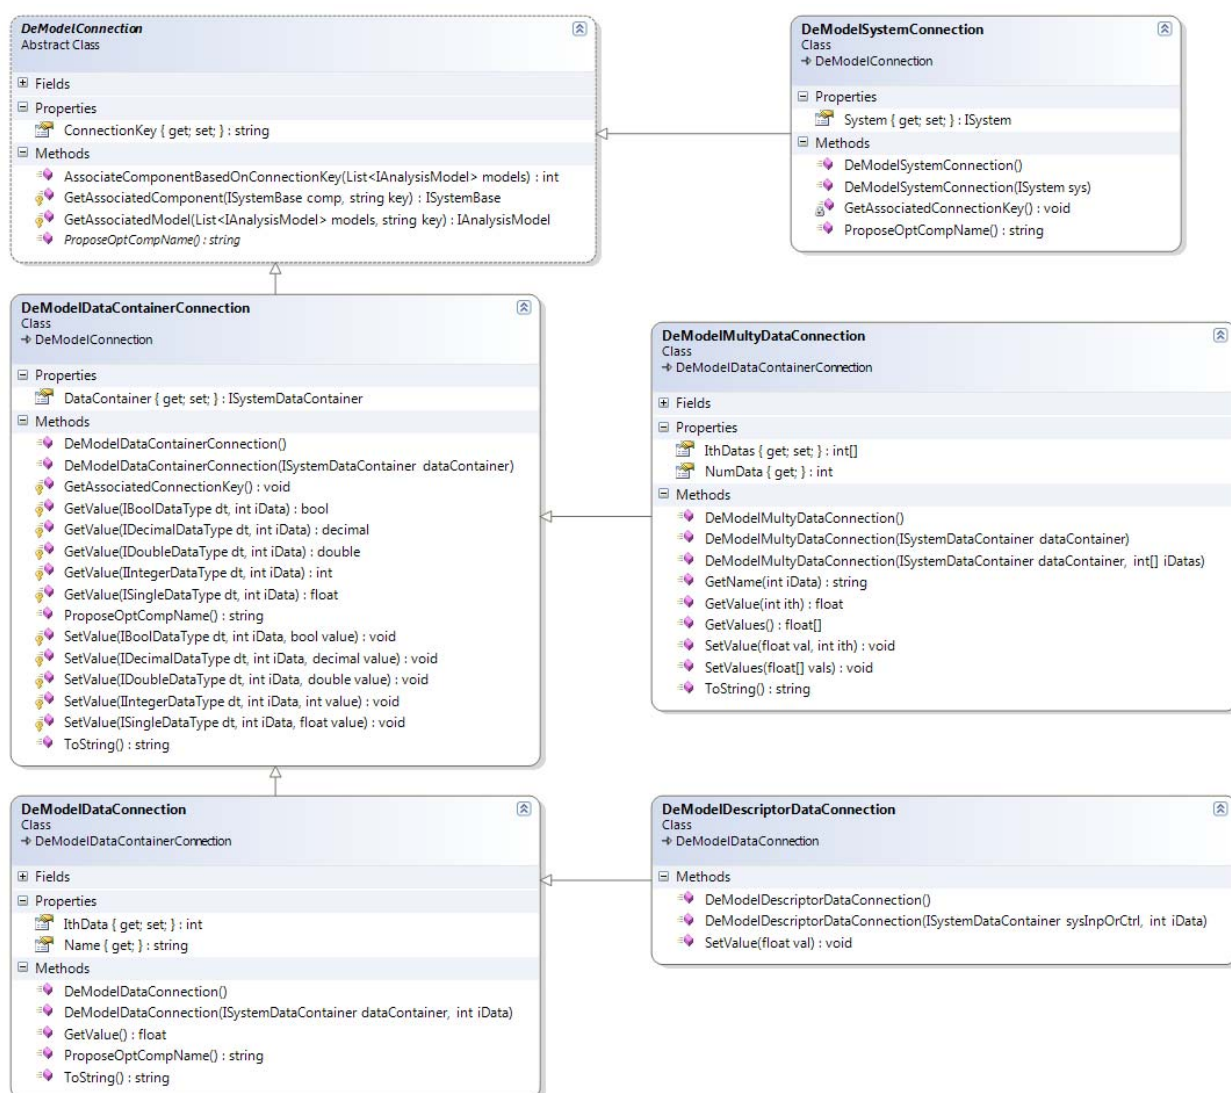 DeModelConnection
Abstract Class
Fields
Properties
ConnectionKey { get; set; } : string
Methods
AssociateComponentBasedOnConnectionKey(List<IAnalysisModel> models) : int
GetAssociatedComponent(ISystemBase comp, string key) : ISystemBase
GetAssociatedModel(List<IAnalysisModel> models, string key) : IAnalysisModel
ProposeOptCompName() : string
DeModelSystemConnection
Class
DeModelConnection
Properties
System { get; set; } : ISystem
Methods
DeModelSystemConnection()
DeModelSystemConnection(ISystem sys)
GetAssociatedConnectionKey() : void
ProposeOptCompName() : string
DeModelDataContainerConnection
Class
DeModelConnection
Properties
DataContainer { get; set; } : ISystemDataContainer
Methods
DeModelDataContainerConnection()
DeModelDataContainerConnection(ISystemDataContainer dataContainer)
GetAssociatedConnectionKey() : void
GetValue(IBoolDataType dt, int iData) : bool
GetValue(IDecimalDataType dt, int iData) : decimal
GetValue(IDoubleDataType dt, int iData) : double
GetValue(IIntegerDataType dt, int iData) : int
GetValue(ISingleDataType dt, int iData) : float
ProposeOptCompName() : string
SetValue(IBoolDataType dt, int iData, bool value) : void
SetValue(IDecimalDataType dt, int iData, decimal value) : void
SetValue(IDoubleDataType dt, int iData, double value) : void
SetValue(IIntegerDataType dt, int iData, int value) : void
SetValue(ISingleDataType dt, int iData, float value) : void
ToString() : string
DeModelMultyDataConnection
Class
DeModelDataContainerConnection
Fields
Properties
IthDatas { get; set; } : int[]
NumData { get; } : int
Methods
DeModelMultyDataConnection()
DeModelMultyDataConnection(ISystemDataContainer dataContainer)
DeModelMultyDataConnection(ISystemDataContainer dataContainer, int[] iDatas)
GetName(int iData) : string
GetValue(int ith) : float
GetValues() : float[]
SetValue(float val, int ith) : void
SetValues(float[] vals) : void
ToString() : string
DeModelDataConnection
Class
DeModelDataContainerConnection
Fields
Properties
IthData { get; set; } : int
Name { get; } : string
Methods
DeModelDataConnection()
DeModelDataConnection(ISystemDataContainer dataContainer, int iData)
GetValue() : float
ProposeOptCompName() : string
ToString() : string
DeModelDescriptorDataConnection
Class
DeModelDataConnection
Methods
DeModelDescriptorDataConnection()
DeModelDescriptorDataConnection(ISystemDataContainer sysInpOrCtrl, int iData)
SetValue(float val) : void